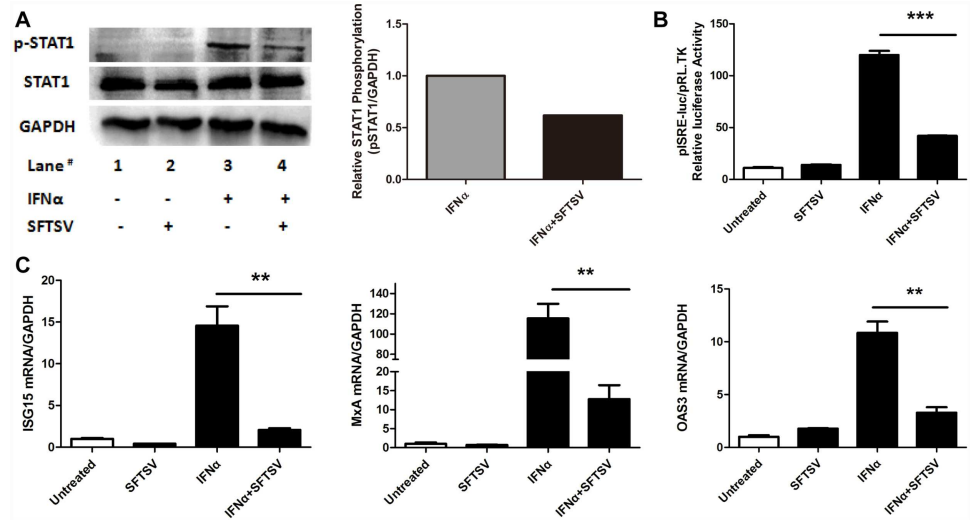 A
p-STAT1
STAT1
GAPDH
Lane # 1 2 3 4
IFNα - - + +
SFTSV - + - +
Relative STAT1 Phosphorylation
(pSTAT1/GAPDH)
1.5
1.0
0.5
0.0
IFNα
IFNα+SFTSV
B
pISRE-luc/pRL..TK
Relative luciferase Activity
150
100
50
0
***
Untreated
SFTSV
IFNα
IFNα+SFTSV
C
ISG15 mRNA/GAPDH
20
15
10
5
0
**
Untreated
SFTSV
IFNα
IFNα+SFTSV
MxA mRNA/GAPDH
140
120
100
80
60
20
15
10
5
0
**
Untreated
SFTSV
IFNα
IFNα+SFTSV
OAS3 mRNA/GAPDH
15
10
5
0
**
Untreated
SFTSV
IFNα
IFNα+SFTSV